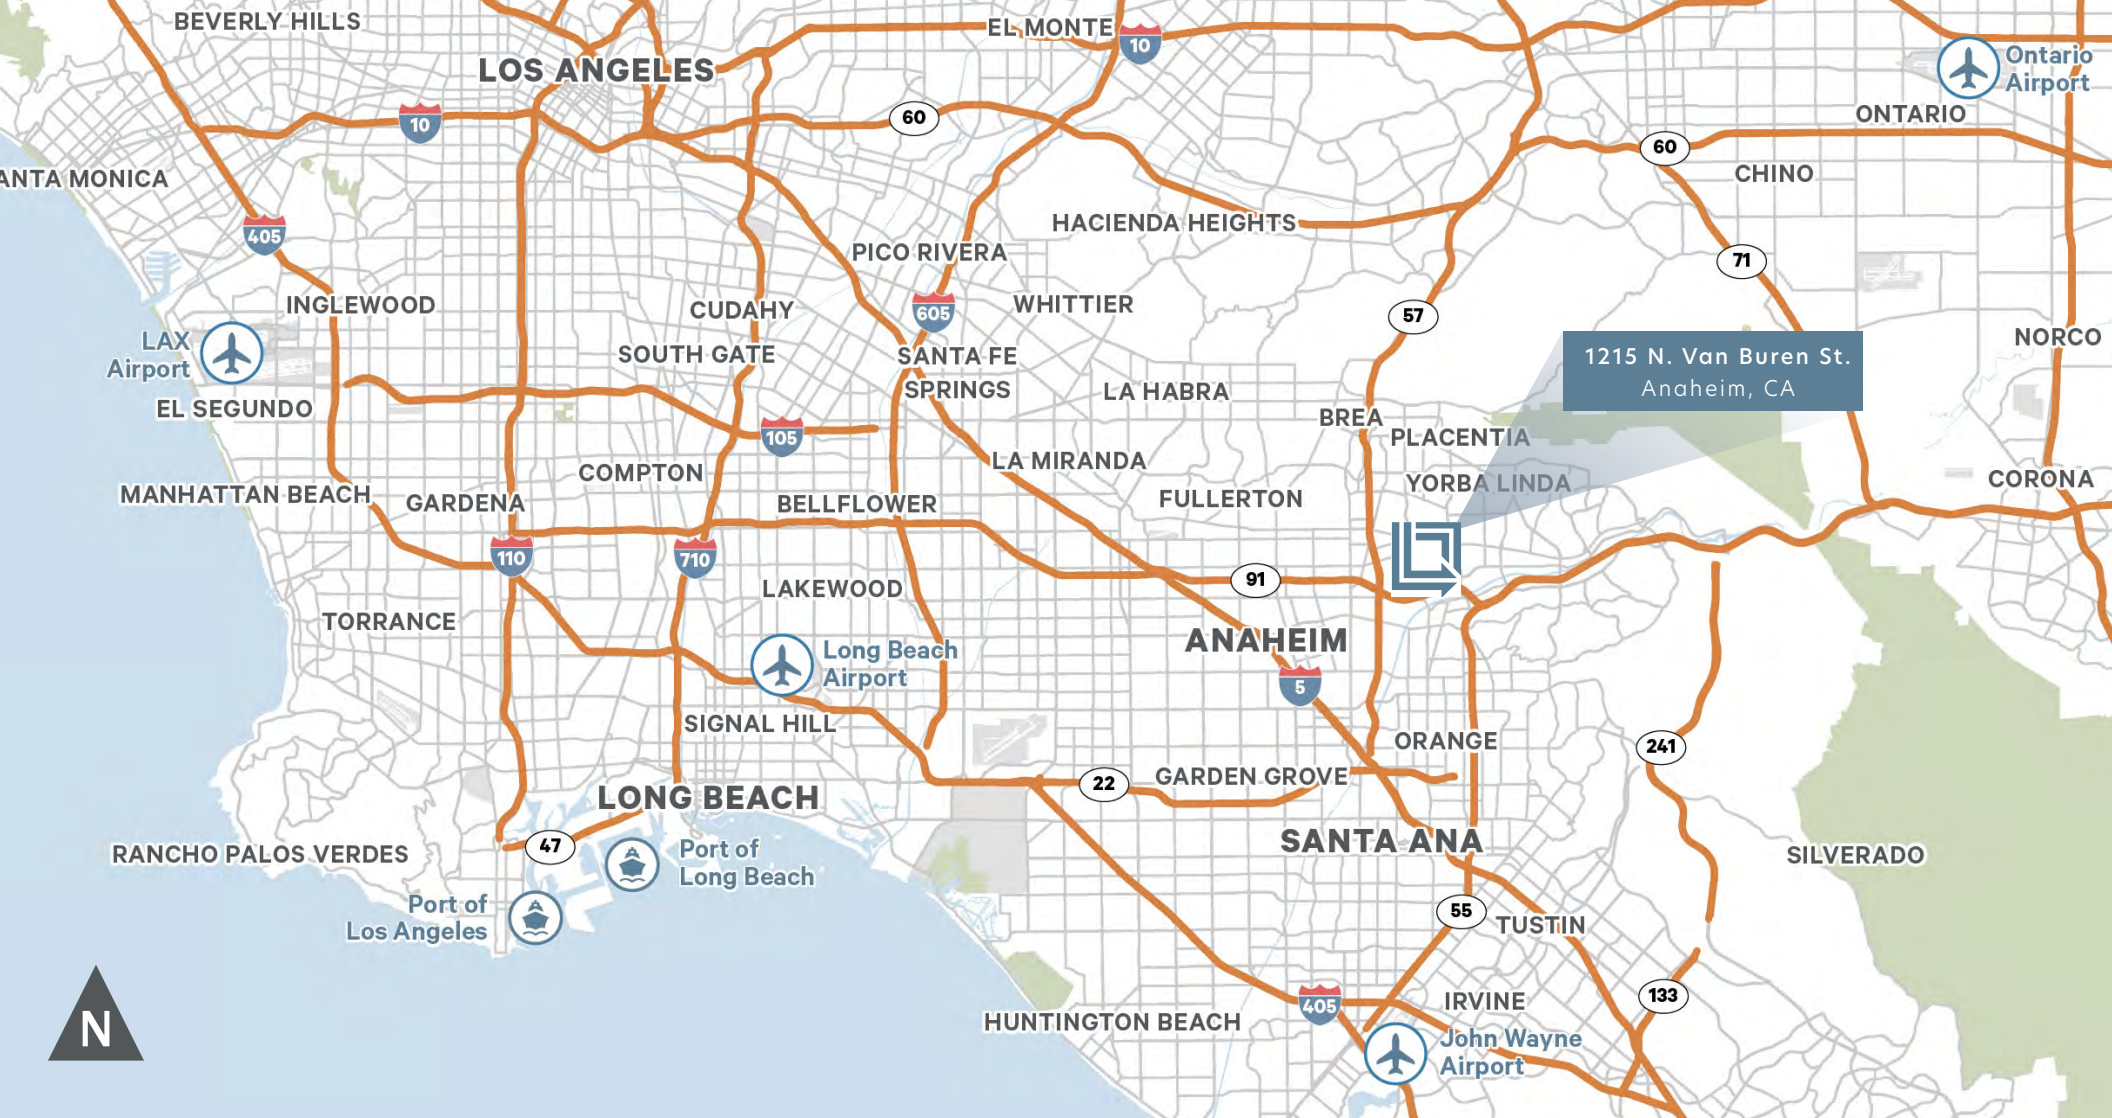 BEVERLY HILLS
EL MONTE
10
LOS ANGELES
Ontario
Airport
10
60
ONTARIO
60
CHINO
ANTA MONICA
405
HACIENDA HEIGHTS
PICO RIVERA
71
INGLEWOOD
CUDAHY
605
WHITTIER
57
LAX
Airport
SOUTH GATE
SANTA FE
SPRINGS
1215 N. Van Buren St.
Anaheim, CA
NORCO
EL SEGUNDO
LA HABRA
BREA
105
PLACENTIA
COMPTON
LA MIRANDA
YORBA LINDA
CORONA
MANHATTAN BEACH
GARDENA
BELLFLOWER
FULLERTON
110
710
91
LAKEWOOD
TORRANCE
ANAHEIM
Long Beach
Airport
5
SIGNAL HILL
ORANGE
241
22
GARDEN GROVE
LONG BEACH
SANTA ANA
47
RANCHO PALOS VERDES
Port of
Long Beach
SILVERADO
Port of
Los Angeles
55
TUSTIN
133
405
IRVINE
HUNTINGTON BEACH
John Wayne
Airport
N